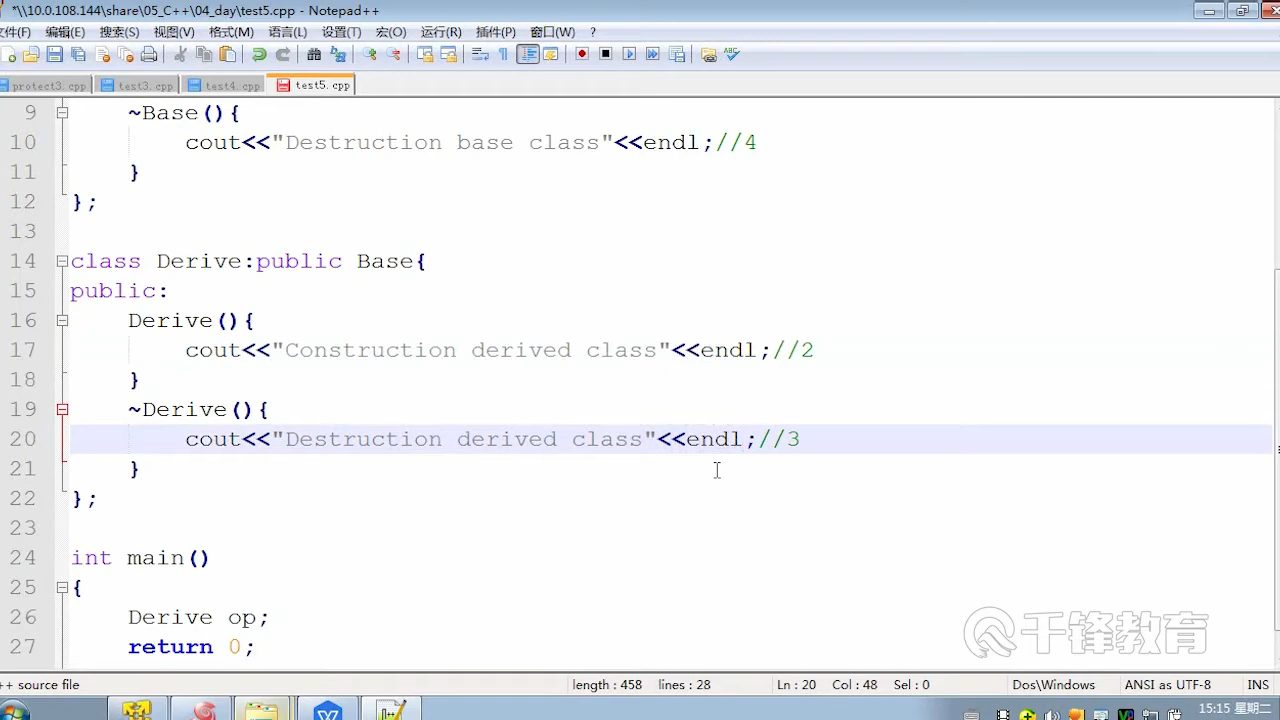 *\\10.0.108.144\share\05_C++\04_day\test5.cpp - Notepad++
文件(F) 编辑(E) 搜索(S) 视图(V) 格式(M) 语言(L) 设置(T) 宏(O) 运行(R) 插件(P) 窗口(W) ?
protect3.cpp test3.cpp test4.cpp test5.cpp
9 ~Base(){
10 cout<<"Destruction base class"<<endl;//4
11 }
12 };
13
14 class Derive:public Base{
15 public:
16 Derive(){
17 cout<<"Construction derived class"<<endl;//2
18 }
19 ~Derive(){
20 cout<<"Destruction derived class"<<endl;//3
21 }
22 };
23
24 int main()
25 {
26 Derive op;
27 return 0;
千锋教育
++ source file length : 458 lines : 28 Ln : 20 Col : 48 Sel : 0 Dos\Windows ANSI as UTF-8 INS
15:15 星期二